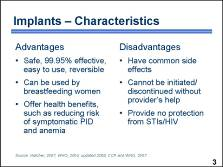 Implants – Characteristics
Advantages
• Safe, 99.95% effective,
easy to use, reversible
• Can be used by
breastfeeding women
• Offer health benefits,
such as reducing risk
of symptomatic PID
and anemia
Disadvantages
• Have common side
effects
• Cannot be initiated/
discontinued without
provider's help
• Provide no protection
from STIs/HIV
Source: Hatcher, 2007; WHO, 2004, updated 2008; CCP and WHO, 2007.
3